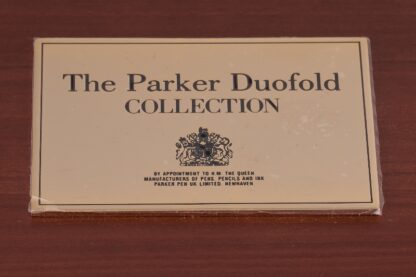 The Parker Duofold
COLLECTION
BY APPOINTMENT TO H.M. THE QUEEN
MANUFACTURERS OF PENS, PENCILS AND INK
PARKER PEN UK LIMITED. NEWHAVEN